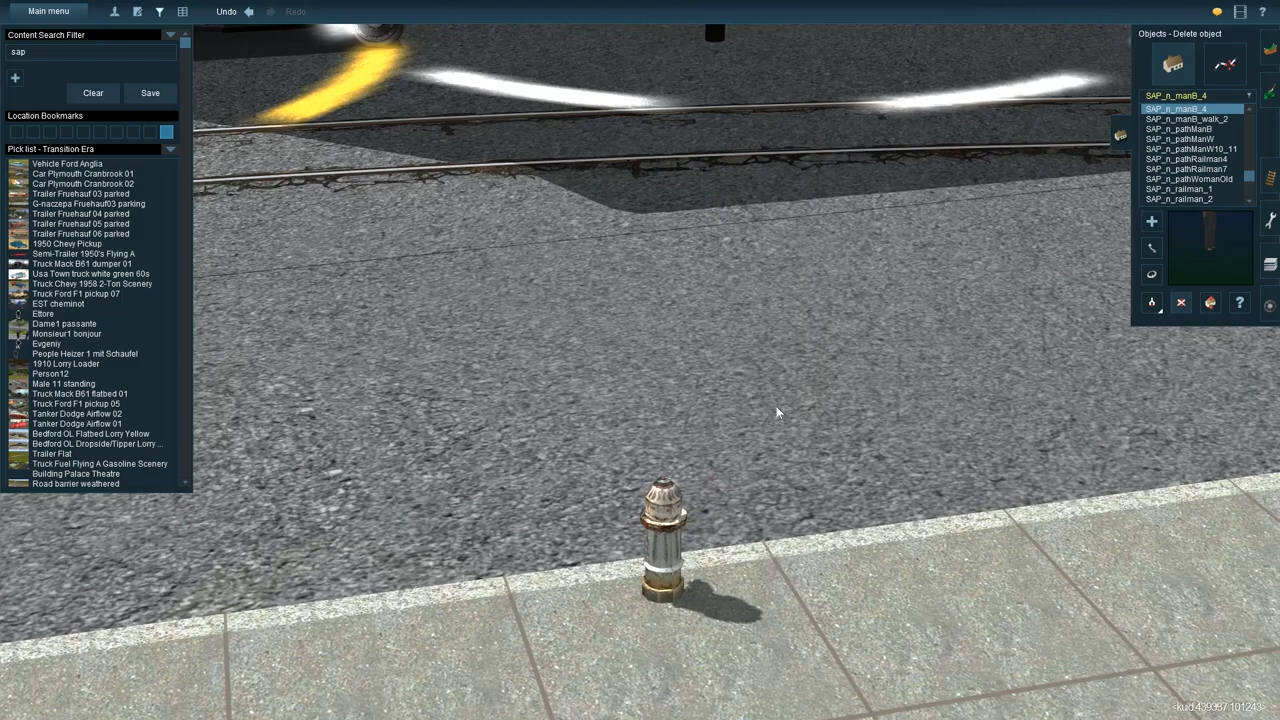 Main menu
Undo
Redo
?
Content Search Filter
sap
Clear
Save
Location Bookmarks
Pick list - Transition Era
Vehicle Ford Anglia
Car Plymouth Cranbrook 01
Car Plymouth Cranbrook 02
Trailer Fruehauf 03 parked
G-naczepa Fruehauf03 parking
Trailer Fruehauf 04 parked
Trailer Fruehauf 05 parked
Trailer Fruehauf 06 parked
1950 Chevy Pickup
Semi-Trailer 1950's Flying A
Truck Mack B61 dumper 01
Usa Town truck white green 60s
Truck Chevy 1958 2-Ton Scenery
Truck Ford F1 pickup 07
EST cheminot
Ettore
Dame1 passante
Monsieur1 bonjour
Evgeniy
People Heizer 1 mit Schaufel
1910 Lorry Loader
Person12
Male 11 standing
Truck Mack B61 flatbed 01
Truck Ford F1 pickup 05
Tanker Dodge Airflow 02
Tanker Dodge Airflow 01
Bedford OL Flatbed Lorry Yellow
Bedford OL Dropside/Tipper Lorry ...
Trailer Flat
Truck Fuel Flying A Gasoline Scenery
Building Palace Theatre
Road barrier weathered
Objects - Delete object
SAP_n_manB_4
SAP_n_manB_4
SAP_n_manB_walk_2
SAP_n_pathManB
SAP_n_pathManW
SAP_n_pathManW10_11
SAP_n_pathRailman4
SAP_n_pathRailman7
SAP_n_pathWomanOld
SAP_n_railman_1
SAP_n_railman_2
?
<kuid:439337:101243>